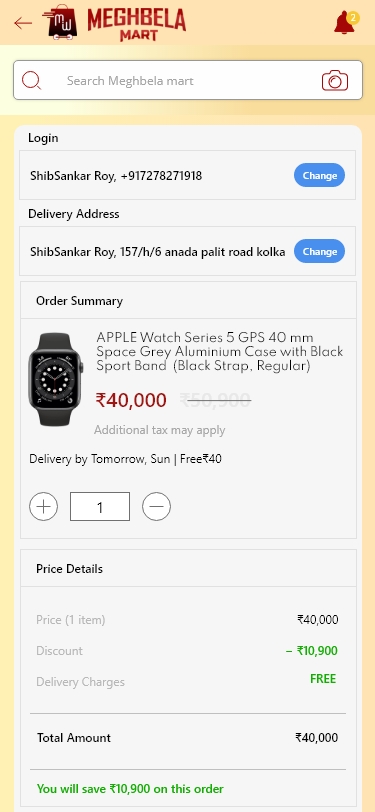 MW
MEGHBELA
MART
2
Search Meghbela mart
Login
ShibSankar Roy, +917278271918
Change
Delivery Address
ShibSankar Roy, 157/h/6 anada palit road kolka
Change
Order Summary
APPLE Watch Series 5 GPS 40 mm
Space Grey Aluminium Case with Black
Sport Band (Black Strap, Regular)
₹40,000 ₹50,900
Additional tax may apply
Delivery by Tomorrow, Sun | Free₹40
1
Price Details
Price (1 item) ₹40,000
Discount – ₹10,900
Delivery Charges FREE
Total Amount ₹40,000
You will save ₹10,900 on this order